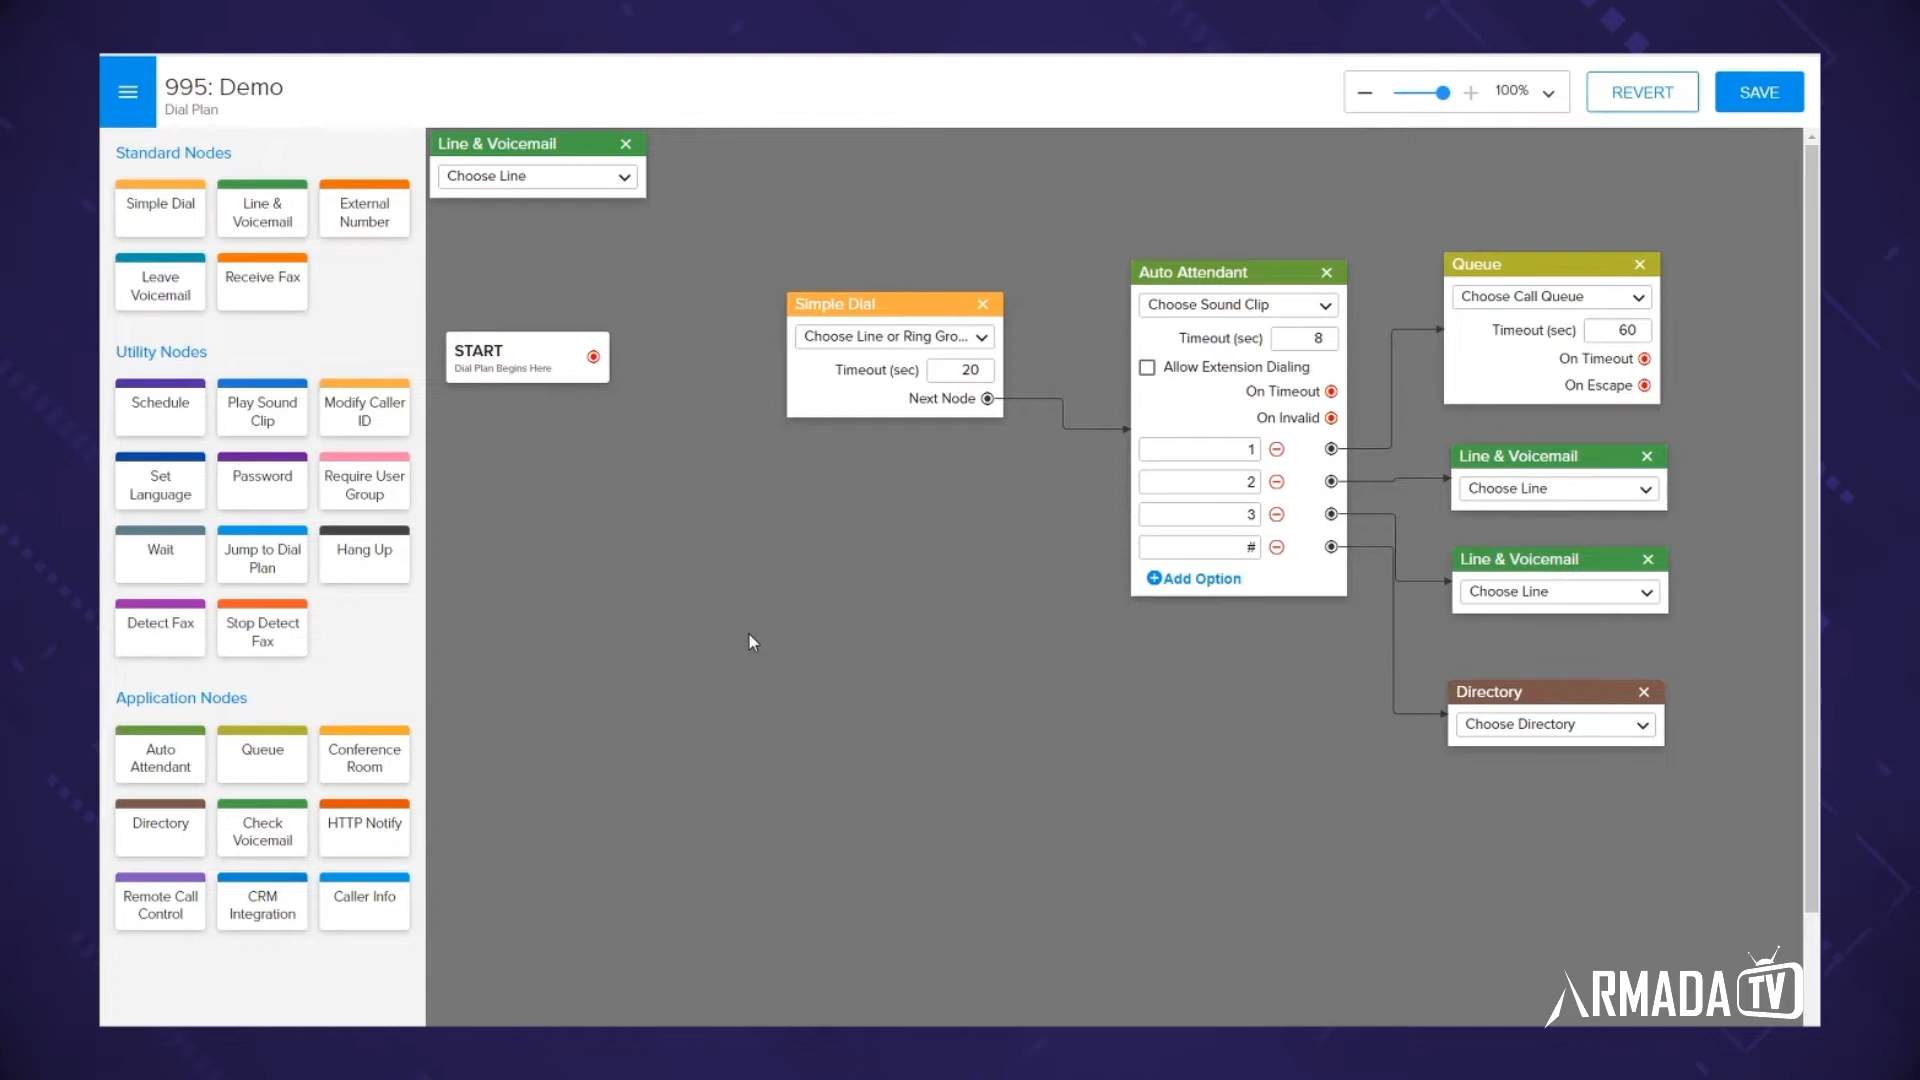 995: Demo
Dial Plan
100%
REVERT
SAVE
Standard Nodes
Simple Dial
Line &
Voicemail
External
Number
Leave
Voicemail
Receive Fax
Utility Nodes
Schedule
Play Sound
Clip
Modify Caller
ID
Set
Language
Password
Require User
Group
Wait
Jump to Dial
Plan
Hang Up
Detect Fax
Stop Detect
Fax
Application Nodes
Auto
Attendant
Queue
Conference
Room
Directory
Check
Voicemail
HTTP Notify
Remote Call
Control
CRM
Integration
Caller Info
Line & Voicemail
Choose Line
START
Dial Plan Begins Here
Simple Dial
Choose Line or Ring Gro...
Timeout (sec) 20
Next Node
Auto Attendant
Choose Sound Clip
Timeout (sec) 8
Allow Extension Dialing
On Timeout
On Invalid
1
2
3
#
Add Option
Queue
Choose Call Queue
Timeout (sec) 60
On Timeout
On Escape
Line & Voicemail
Choose Line
Line & Voicemail
Choose Line
Directory
Choose Directory
ARMADA TV